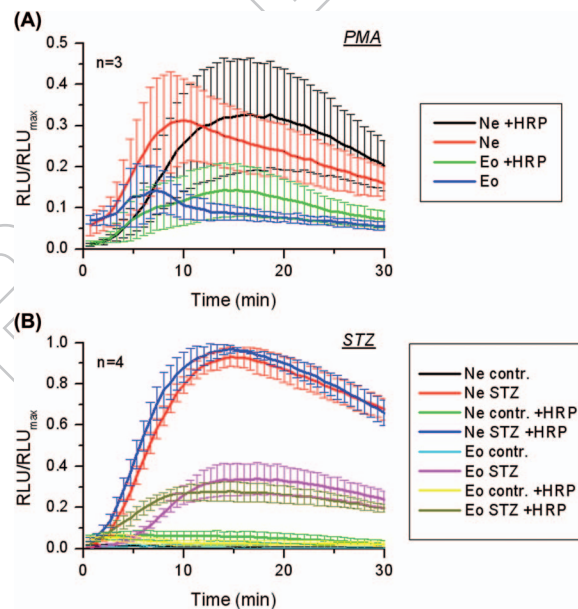 (A)
PMA
n=3
0.5
0.4
0.3
0.2
0.1
0.0
RLU/RLUmax
0
10
20
30
Time (min)
Ne +HRP
Ne
Eo +HRP
Eo
(B)
STZ
n=4
1.0
0.8
0.6
0.4
0.2
0.0
RLU/RLUmax
0
10
20
30
Time (min)
Ne contr.
Ne STZ
Ne contr. +HRP
Ne STZ +HRP
Eo contr.
Eo STZ
Eo contr. +HRP
Eo STZ +HRP